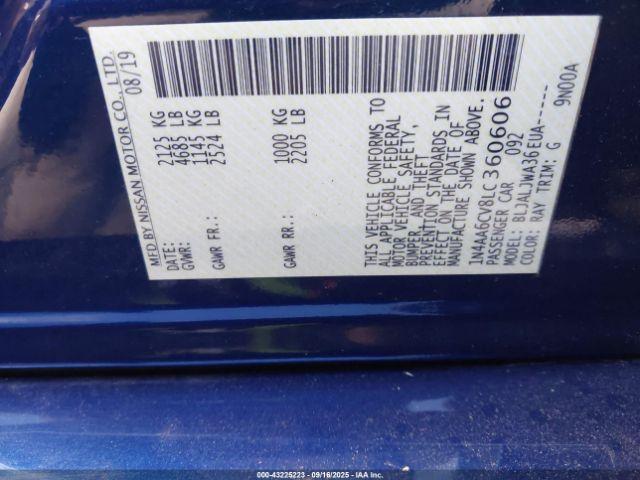 MFD BY NISSAN MOTOR CO., LTD.
08/19
2125 KG
GVWR: 4685 LB
1145 KG
GAWR FR.: 2524 LB
1000 KG
GAWR RR.: 2205 LB
THIS VEHICLE CONFORMS TO
ALL APPLICABLE FEDERAL
MOTOR VEHICLE SAFETY,
BUMPER, AND THEFT
PREVENTION STANDARDS IN
EFFECT ON THE DATE OF
MANUFACTURE SHOWN ABOVE.
1N4AA6CV8LC360606
PASSENGER CAR 092
MODEL: BLJALJWA36EUA-----
COLOR: RAY TRIM: G 9N00A
000-43225223 - 09/16/2025 - IAA Inc.